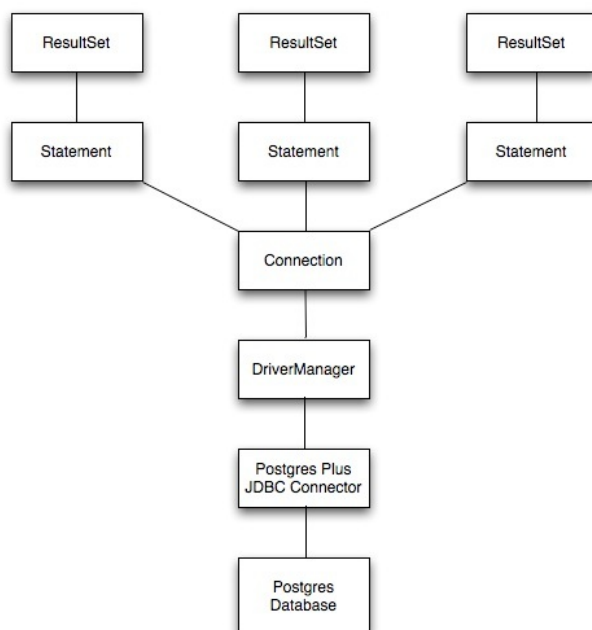 ResultSet
ResultSet
ResultSet
Statement
Statement
Statement
Connection
DriverManager
Postgres Plus
JDBC Connector
Postgres
Database